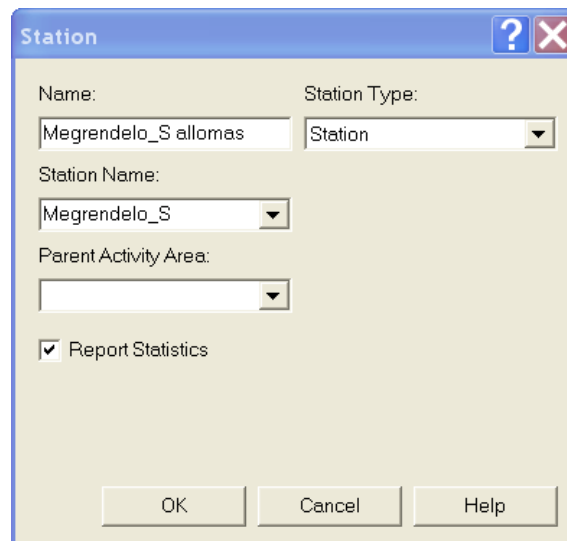 Station
Name:
Station Type:
Megrendelo_S allomas
Station
Station Name:
Megrendelo_S
Parent Activity Area:
Report Statistics
OK
Cancel
Help